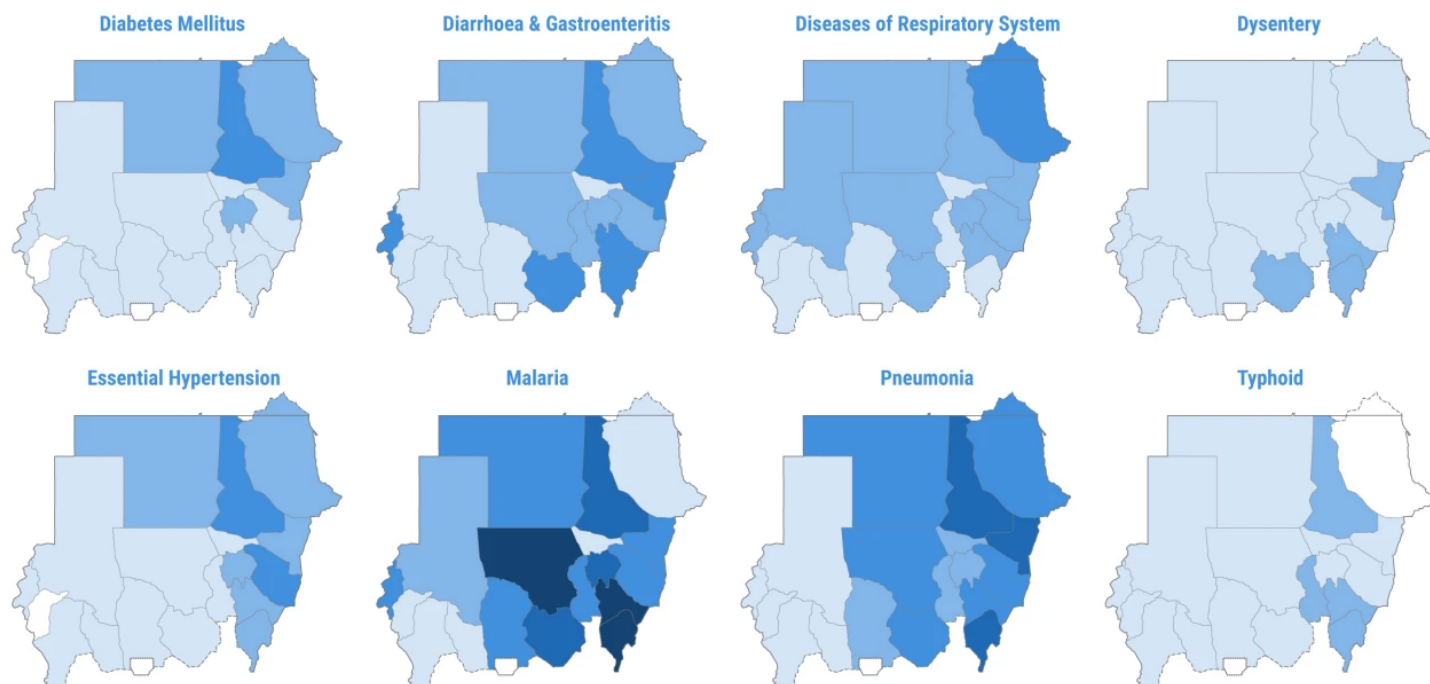 Diabetes Mellitus
Diarrhoea & Gastroenteritis
Diseases of Respiratory System
Dysentery
Essential Hypertension
Malaria
Pneumonia
Typhoid